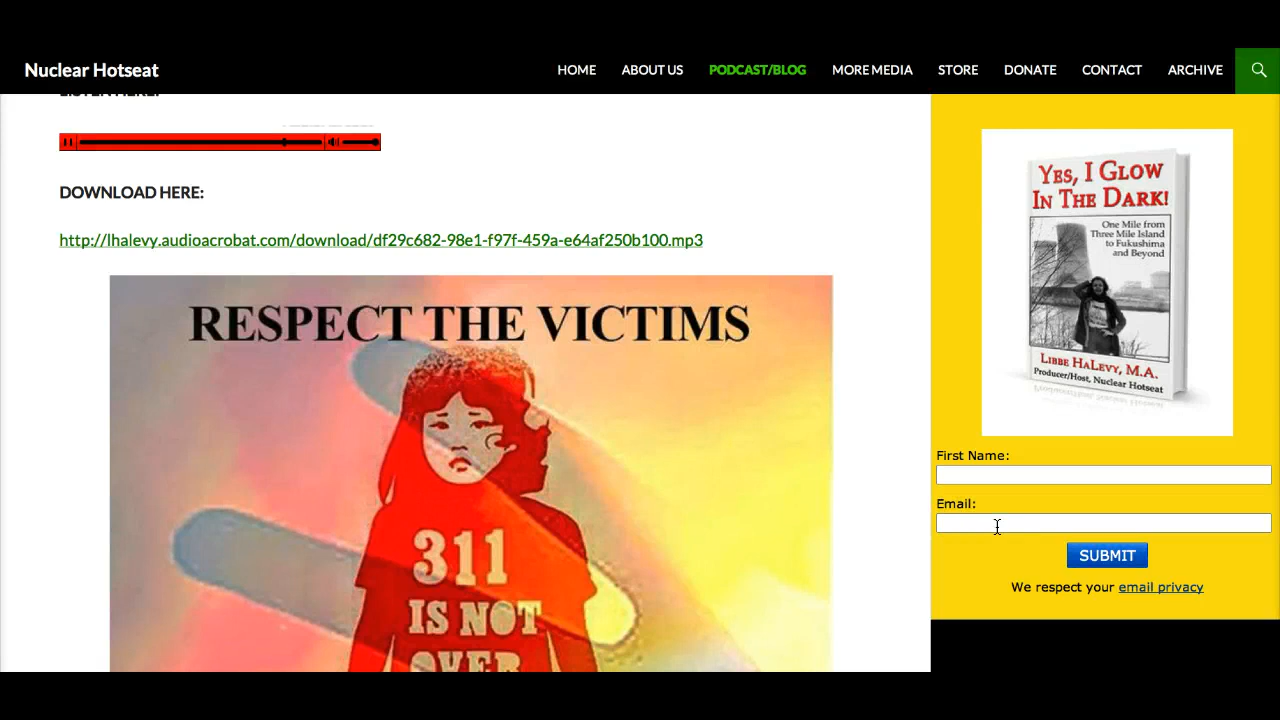 Nuclear Hotseat
HOME ABOUT US PODCAST/BLOG MORE MEDIA STORE DONATE CONTACT ARCHIVE
LISTEN HERE:
DOWNLOAD HERE:
http://lhalevy.audioacrobat.com/download/df29c682-98e1-f97f-459a-e64af250b100.mp3
RESPECT THE VICTIMS
311
IS NOT
OVER
YES, I GLOW
IN THE DARK!
One Mile from
Three Mile Island
to Fukushima
and Beyond
LIBBE HALEVY, M.A.
Producer/Host, Nuclear Hotseat
First Name:
Email:
SUBMIT
We respect your email privacy